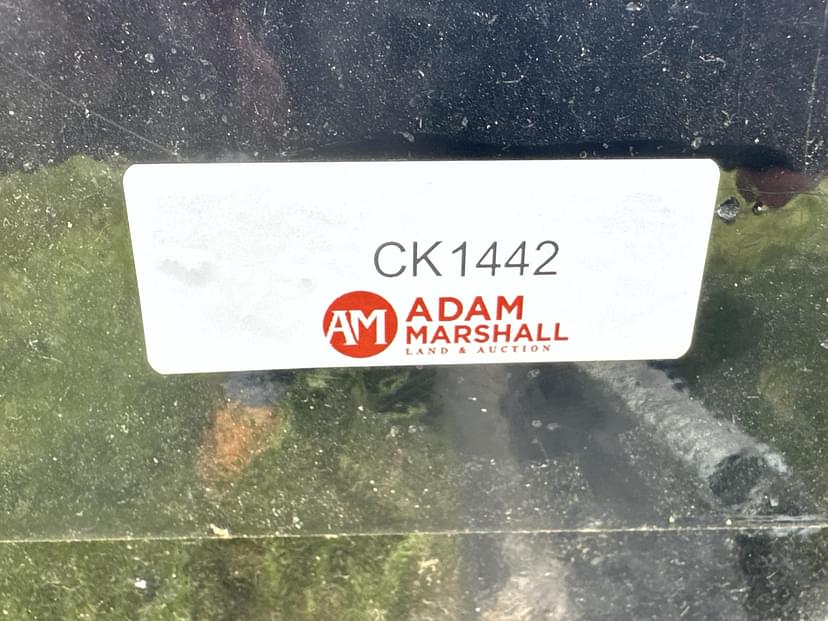 CK1442
AM
ADAM
MARSHALL
LAND & AUCTION